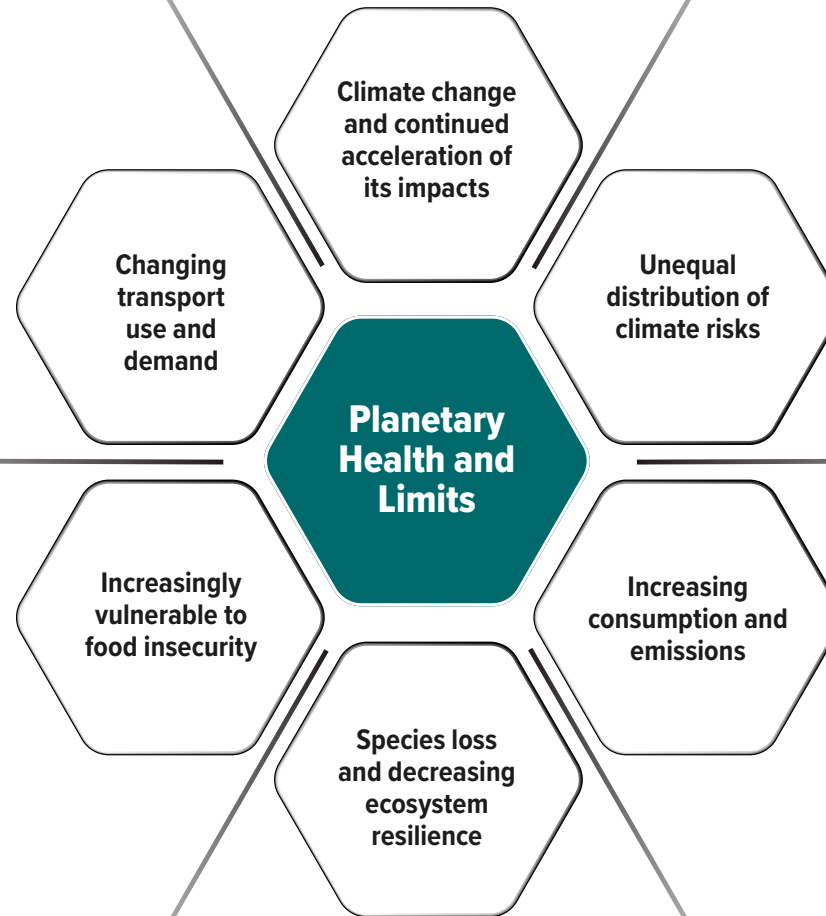 Climate change
and continued
acceleration of
its impacts
Changing
transport
use and
demand
Unequal
distribution of
climate risks
Planetary
Health and
Limits
Increasingly
vulnerable to
food insecurity
Increasing
consumption and
emissions
Species loss
and decreasing
ecosystem
resilience